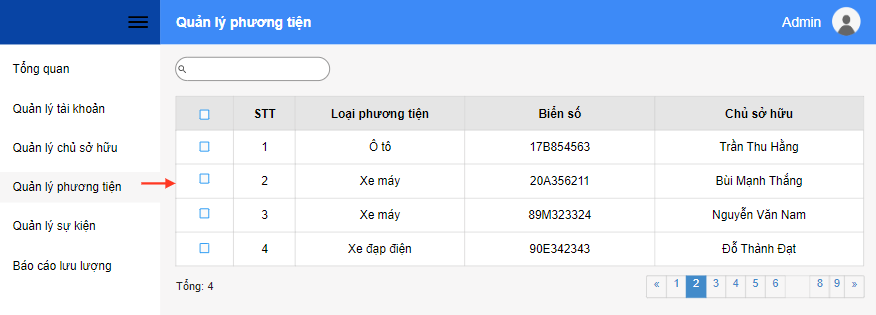 Quản lý phương tiện Admin
Tổng quan
Quản lý tài khoản
Quản lý chủ sở hữu
Quản lý phương tiện
Quản lý sự kiện
Báo cáo lưu lượng
STT Loại phương tiện Biển số Chủ sở hữu
1 Ô tô 17B854563 Trần Thu Hằng
2 Xe máy 20A356211 Bùi Mạnh Thắng
3 Xe máy 89M323324 Nguyễn Văn Nam
4 Xe đạp điện 90E342343 Đỗ Thành Đạt
Tổng: 4 « 1 2 3 4 5 6 8 9 »